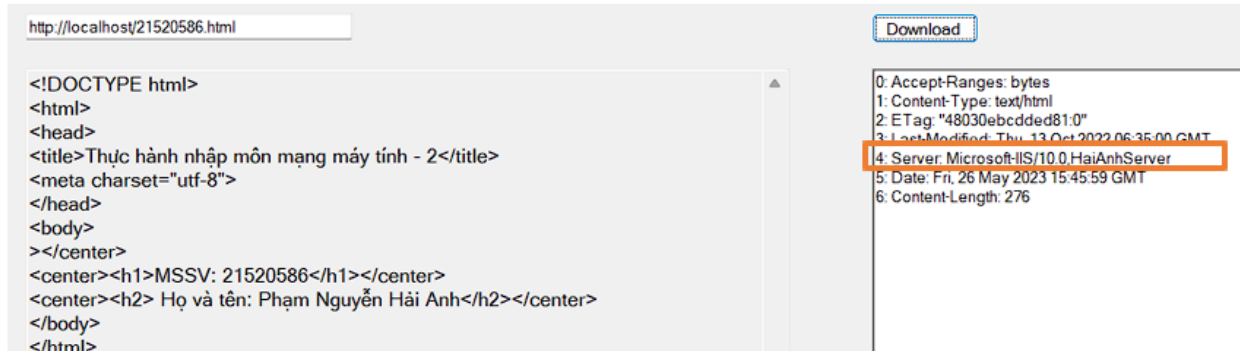 http://localhost/21520586.html
Download
<!DOCTYPE html>
<html>
<head>
<title>Thực hành nhập môn mạng máy tính - 2</title>
<meta charset="utf-8">
</head>
<body>
></center>
<center><h1>MSSV: 21520586</h1></center>
<center><h2> Họ và tên: Phạm Nguyễn Hải Anh</h2></center>
</body>
</html>
0: Accept-Ranges: bytes
1: Content-Type: text/html
2: ETag: "48030ebcdded81:0"
3: Last-Modified: Thu, 13 Oct 2022 06:35:00 GMT
4: Server: Microsoft-IIS/10.0,HaiAnhServer
5: Date: Fri, 26 May 2023 15:45:59 GMT
6: Content-Length: 276